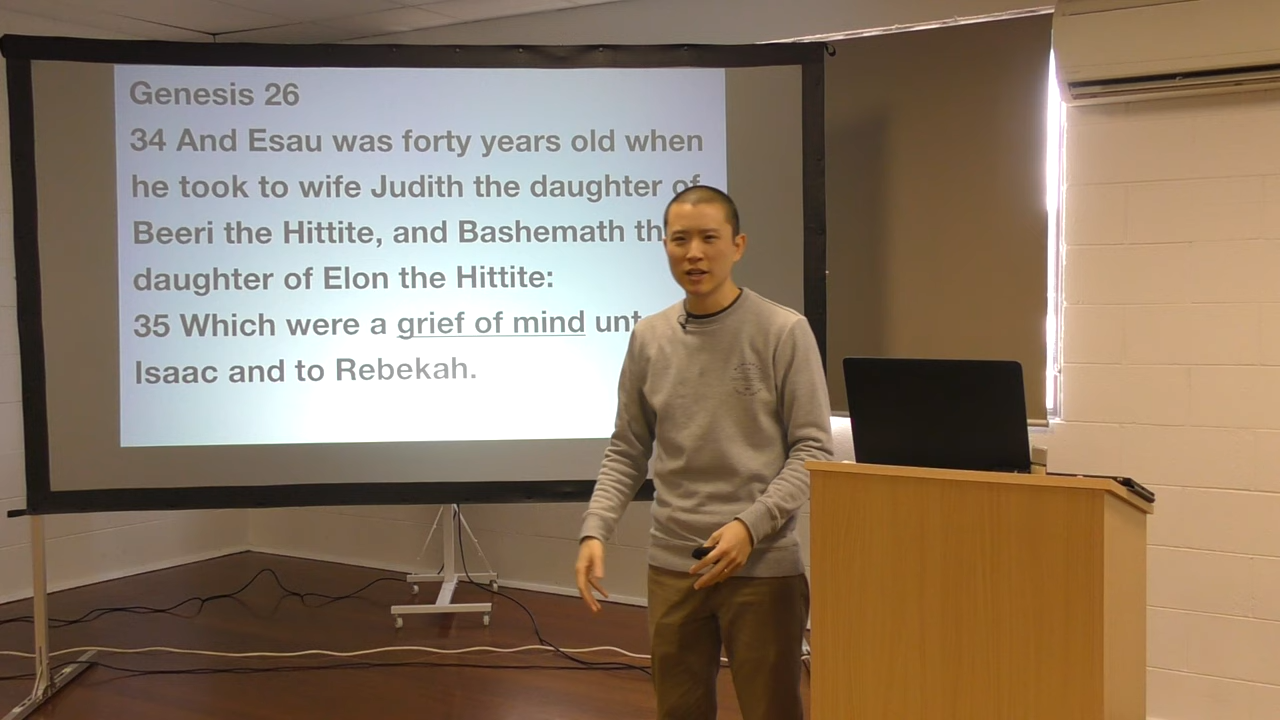 Genesis 26
34 And Esau was forty years old when
he took to wife Judith the daughter of
Beeri the Hittite, and Bashemath th
daughter of Elon the Hittite:
35 Which were a grief of mind unt
Isaac and to Rebekah.